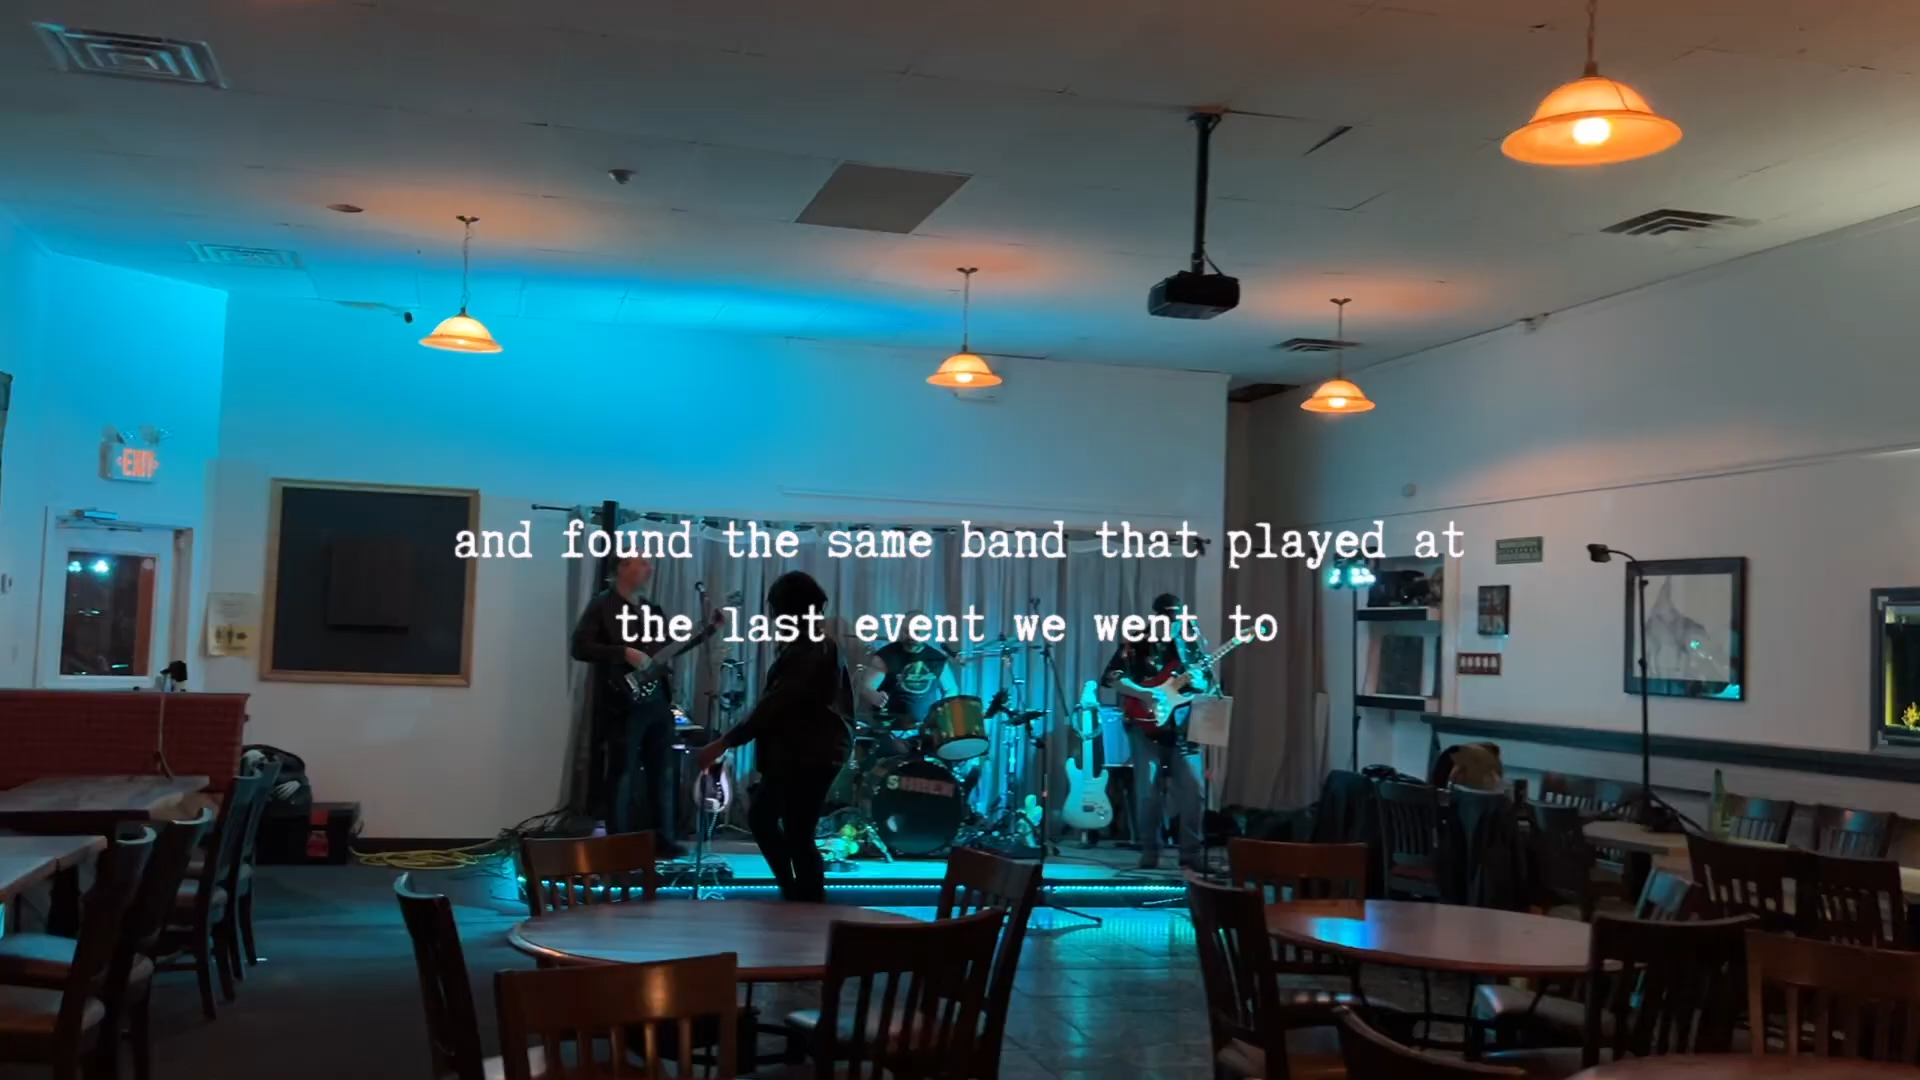 EXIT
and found the same band that played at
the last event we went to